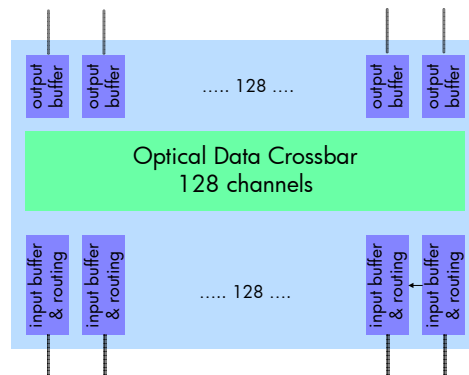 output buffer
output buffer
..... 128 ....
output buffer
output buffer
Optical Data Crossbar
128 channels
input buffer
& routing
input buffer
& routing
..... 128 ....
input buffer
& routing
input buffer
& routing